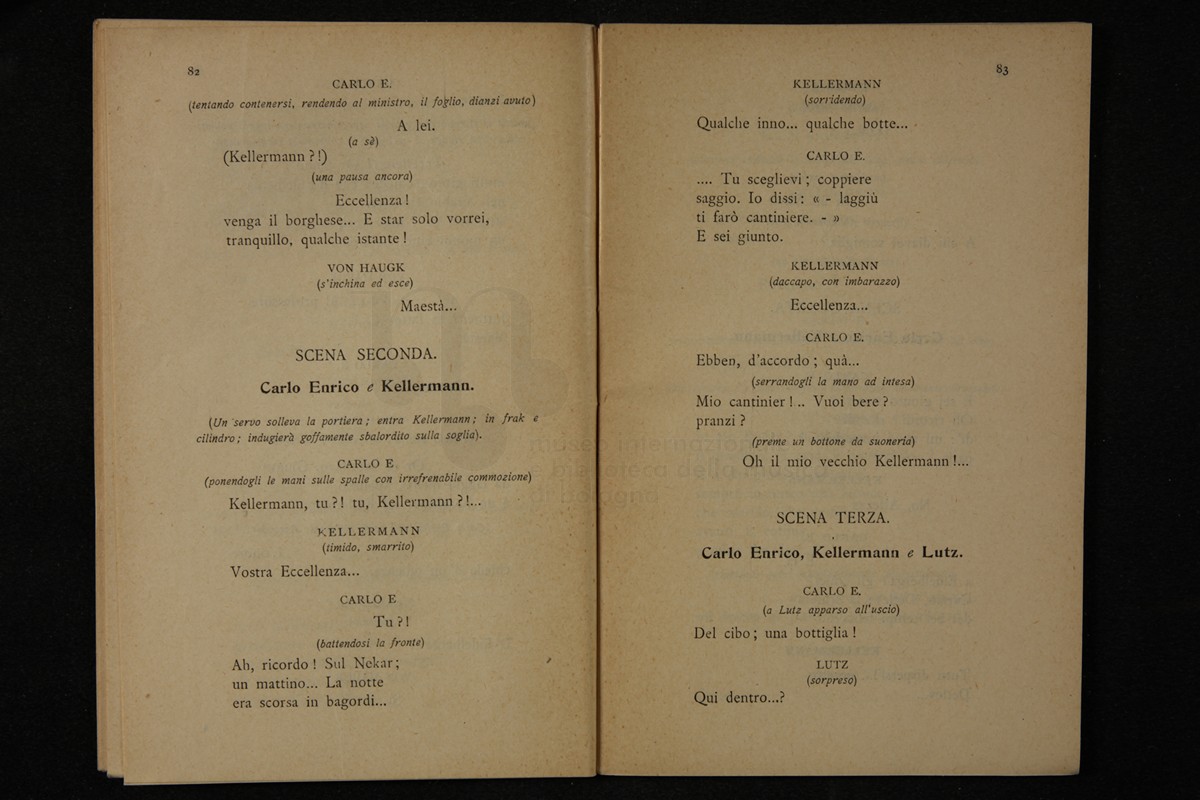 82
CARLO E.
(tentando contenersi, rendendo al ministro, il foglio, dianzi avuto)
A lei.
(a sè)
(Kellermann ?!)
(una pausa ancora)
Eccellenza !
venga il borghese... E star solo vorrei,
tranquillo, qualche istante !
VON HAUGK
(s'inchina ed esce)
Maestà...
SCENA SECONDA.
Carlo Enrico e Kellermann.
(Un servo solleva la portiera ; entra Kellermann ; in frak e
cilindro ; indugierà goffamente sbalordito sulla soglia).
CARLO E
(ponendogli le mani sulle spalle con irrefrenabile commozione)
Kellermann, tu ?! tu, Kellermann ?!...
KELLERMANN
(timido, smarrito)
Vostra Eccellenza...
CARLO E
Tu ?!
(battendosi la fronte)
Ah, ricordo ! Sul Nekar ;
un mattino... La notte
era scorsa in bagordi...
83
KELLERMANN
(sorridendo)
Qualche inno... qualche botte...
CARLO E.
.... Tu sceglievi ; coppiere
saggio. Io dissi : « - laggiù
ti farò cantiniere. - »
E sei giunto.
KELLERMANN
(daccapo, con imbarazzo)
Eccellenza...
CARLO E.
Ebben, d'accordo ; quà...
(serrandogli la mano ad intesa)
Mio cantinier !... Vuoi bere ?
pranzi ?
(preme un bottone da suoneria)
Oh il mio vecchio Kellermann !...
SCENA TERZA.
Carlo Enrico, Kellermann e Lutz.
CARLO E.
(a Lutz apparso all'uscio)
Del cibo ; una bottiglia !
LUTZ
(sorpreso)
Qui dentro...?
museo internazionale
e biblioteca della musica
di bologna